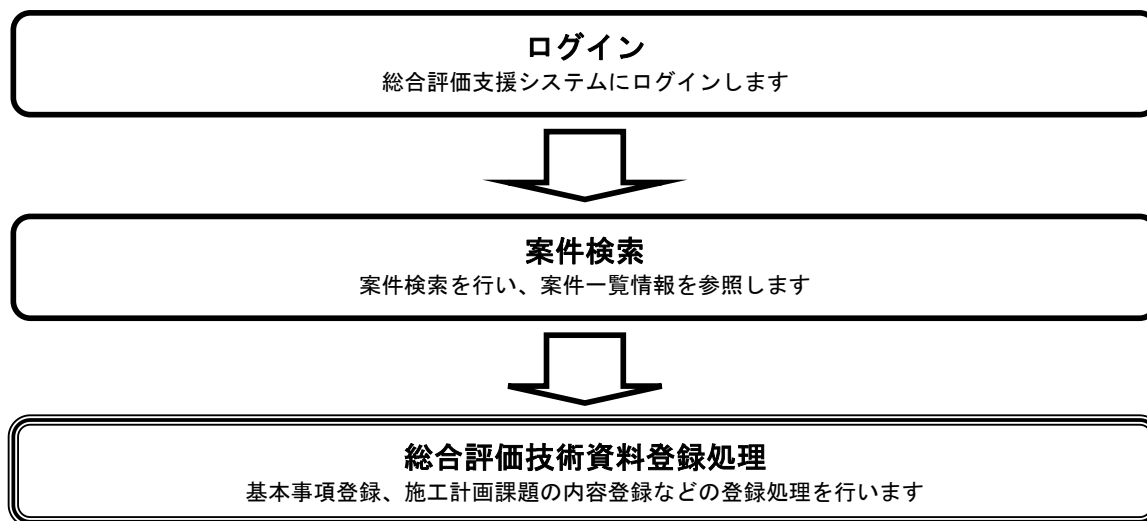 ログイン
総合評価支援システムにログインします
案件検索
案件検索を行い、案件一覧情報を参照します
総合評価技術資料登録処理
基本事項登録、施工計画課題の内容登録などの登録処理を行います